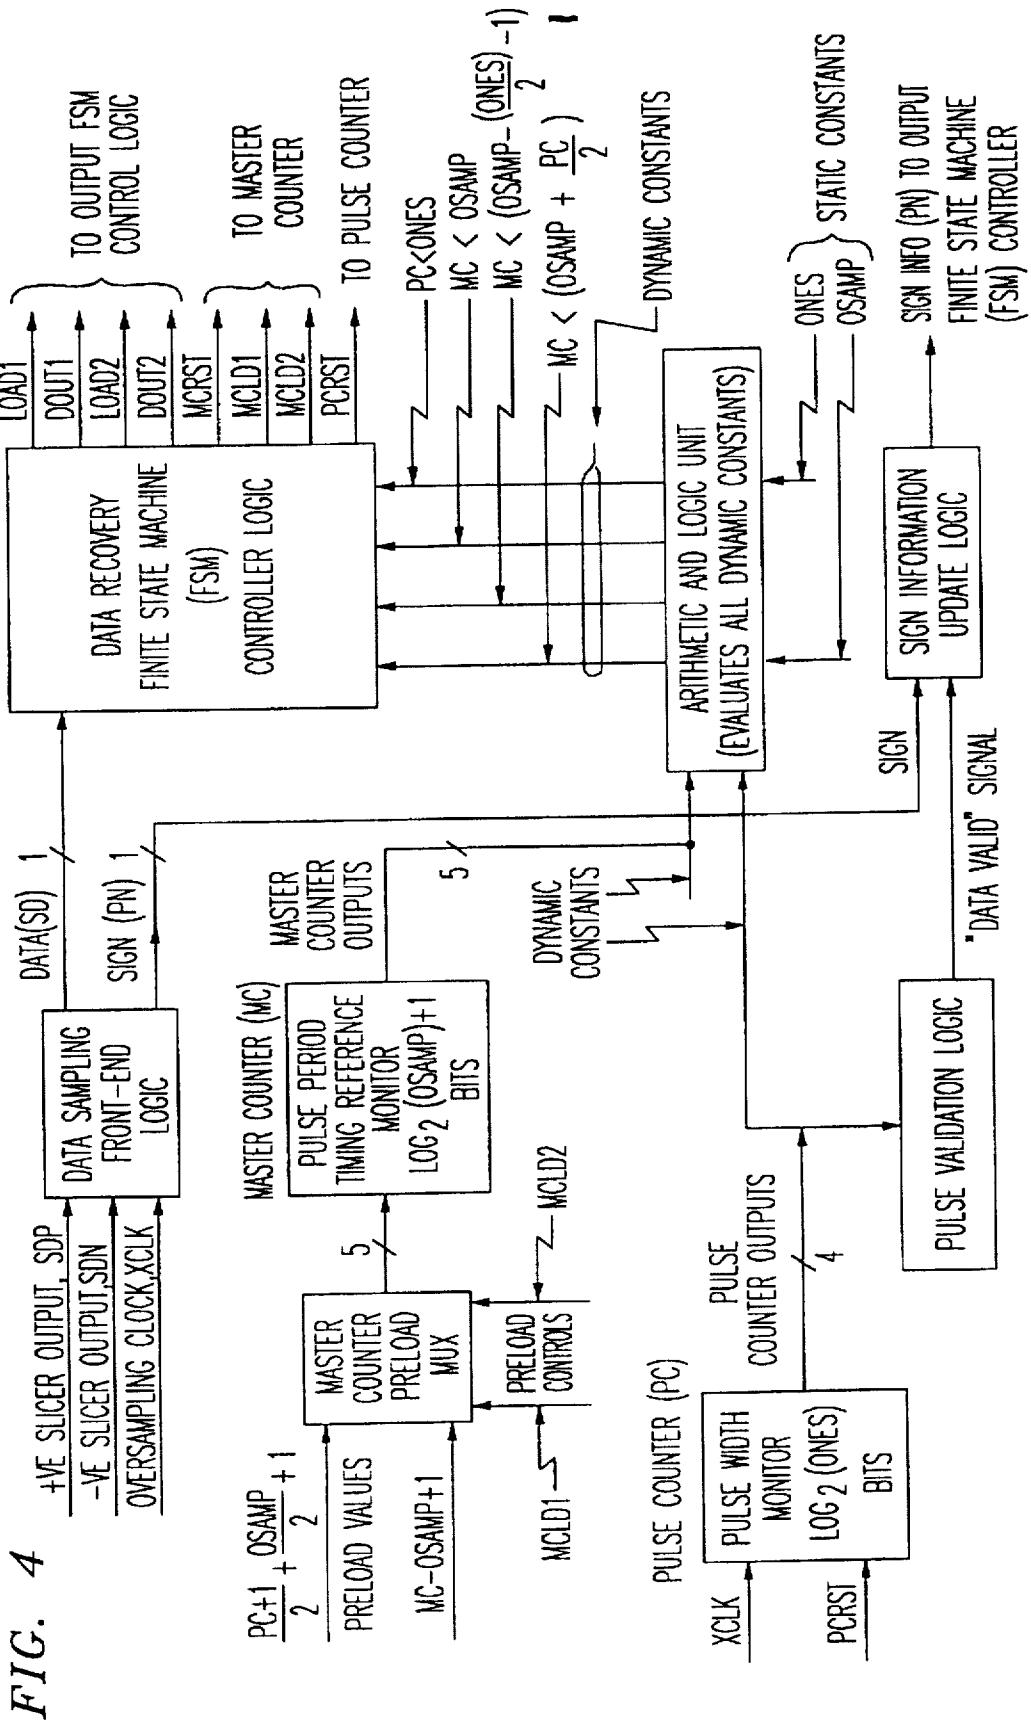 FIG. 4
+VE SLICER OUTPUT, SDP
-VE SLICER OUTPUT,SDN
OVERSAMPLING CLOCK,XCLK
DATA SAMPLING
FRONT-END
LOGIC
DATA(SD) 1
SIGN (PN) 1
DATA RECOVERY
FINITE STATE MACHINE
(FSM)
CONTROLLER LOGIC
LOAD1
DOUT1
LOAD2
DOUT2
MCRST
MCLD1
MCLD2
PCRST
TO OUTPUT FSM
CONTROL LOGIC
TO MASTER
COUNTER
TO PULSE COUNTER
PC+1/2 + OSAMP/2 + 1
PRELOAD VALUES
MC-OSAMP+1
MASTER
COUNTER
PRELOAD
MUX
PRELOAD
CONTROLS
MCLD1
MCLD2
5
MASTER COUNTER (MC)
PULSE PERIOD
TIMING REFERENCE
MONITOR
LOG2 (OSAMP)+1
BITS
MASTER
COUNTER
OUTPUTS
5
DYNAMIC
CONSTANTS
PC<ONES
MC < OSAMP
MC < (OSAMP-(ONES)/2 -1)
MC < (OSAMP + PC/2)
DYNAMIC CONSTANTS
ARITHMETIC AND LOGIC UNIT
(EVALUATES ALL DYNAMIC CONSTANTS)
ONES
OSAMP
STATIC CONSTANTS
PULSE COUNTER (PC)
XCLK
PCRST
PULSE WIDTH
MONITOR
LOG2 (ONES)
BITS
PULSE
COUNTER OUTPUTS
4
PULSE VALIDATION LOGIC
"DATA VALID" SIGNAL
SIGN
SIGN INFORMATION
UPDATE LOGIC
SIGN INFO (PN) TO OUTPUT
FINITE STATE MACHINE
(FSM) CONTROLLER